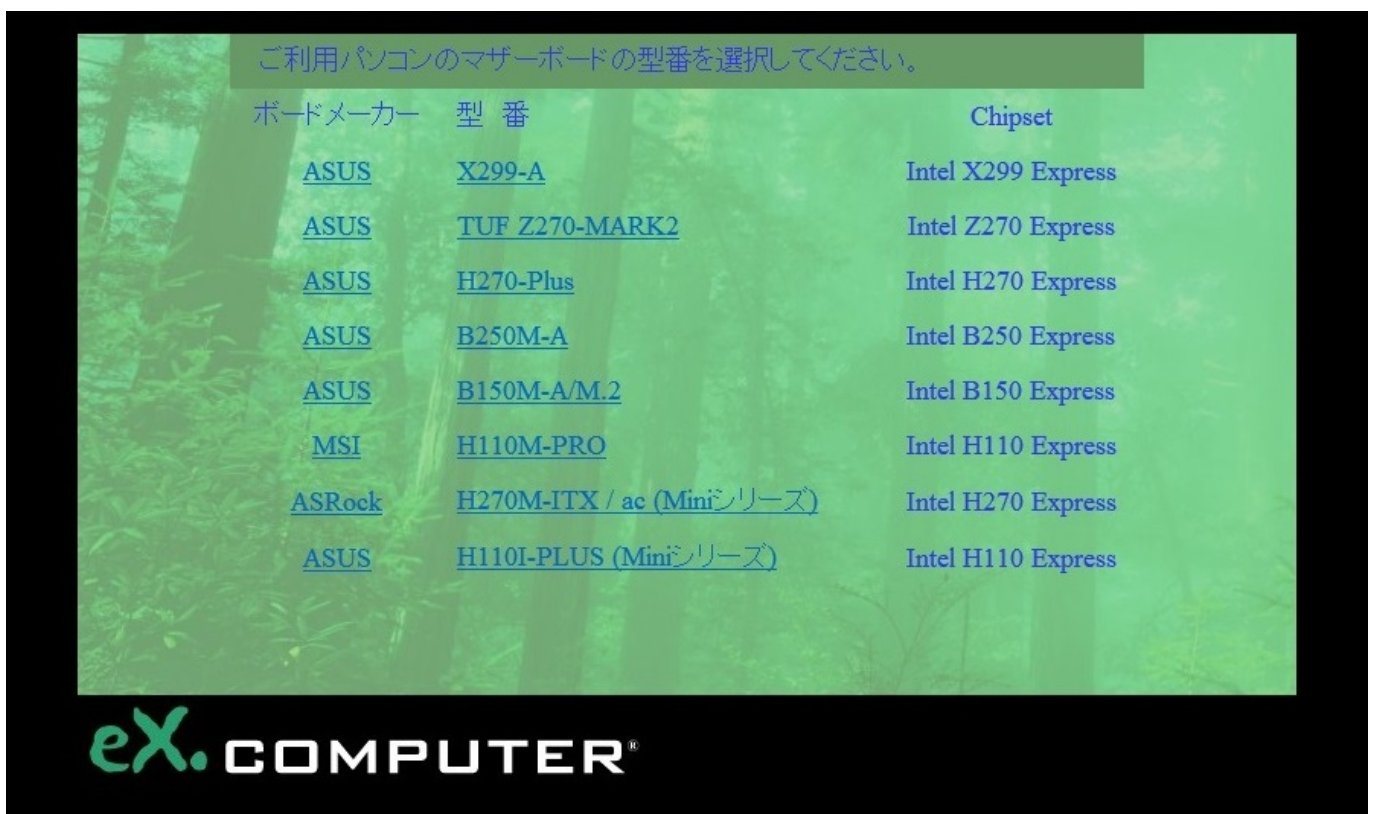 ご利用パソコンのマザーボードの型番を選択してください。
ボードメーカー 型 番 Chipset
ASUS X299-A Intel X299 Express
ASUS TUF Z270-MARK2 Intel Z270 Express
ASUS H270-Plus Intel H270 Express
ASUS B250M-A Intel B250 Express
ASUS B150M-A/M.2 Intel B150 Express
MSI H110M-PRO Intel H110 Express
ASRock H270M-ITX / ac (Miniシリーズ) Intel H270 Express
ASUS H110I-PLUS (Miniシリーズ) Intel H110 Express
eX.COMPUTER®